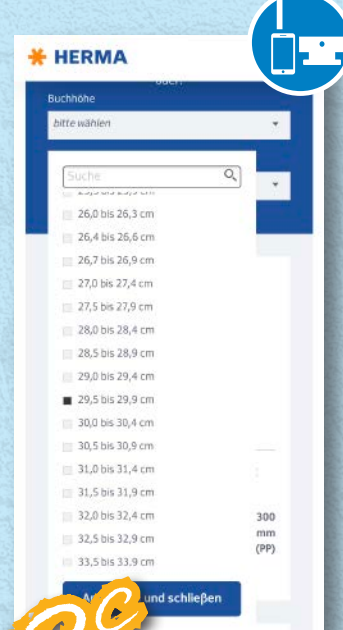 HERMA
oder:
Buchhöhe
bitte wählen
Suche
26,0 bis 26,3 cm
26,4 bis 26,6 cm
26,7 bis 26,9 cm
27,0 bis 27,4 cm
27,5 bis 27,9 cm
28,0 bis 28,4 cm
28,5 bis 28,9 cm
29,0 bis 29,4 cm
29,5 bis 29,9 cm
30,0 bis 30,4 cm
30,5 bis 30,9 cm
31,0 bis 31,4 cm
31,5 bis 31,9 cm
32,0 bis 32,4 cm
300
32,5 bis 32,9 cm
mm
(PP)
33,5 bis 33,9 cm
und schließen